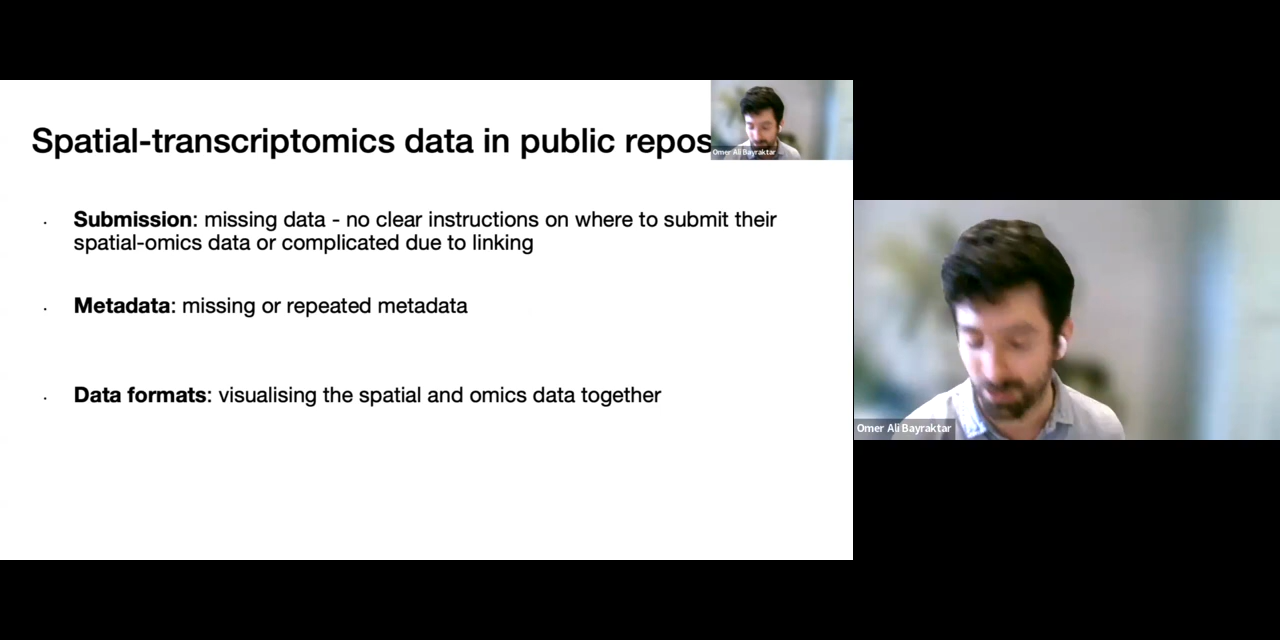 Spatial-transcriptomics data in public repos
Omer Ali Bayraktar
· Submission: missing data - no clear instructions on where to submit their
spatial-omics data or complicated due to linking
· Metadata: missing or repeated metadata
· Data formats: visualising the spatial and omics data together
Omer Ali Bayraktar